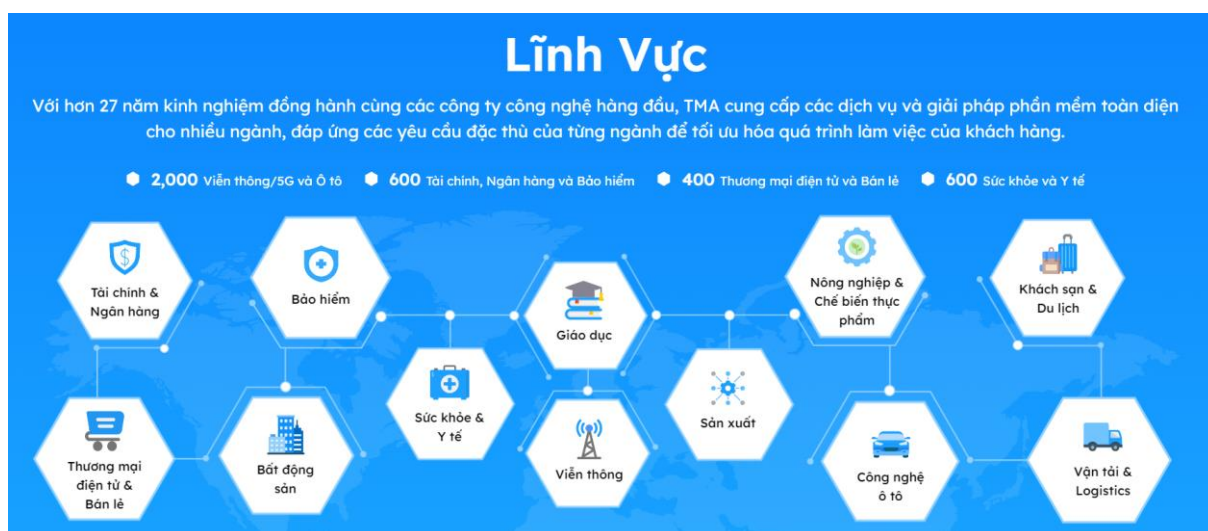 Lĩnh Vực
Với hơn 27 năm kinh nghiệm đồng hành cùng các công ty công nghệ hàng đầu, TMA cung cấp các dịch vụ và giải pháp phần mềm toàn diện
cho nhiều ngành, đáp ứng các yêu cầu đặc thù của từng ngành để tối ưu hóa quá trình làm việc của khách hàng.
2,000 Viễn thông/5G và Ô tô 600 Tài chính, Ngân hàng và Bảo hiểm 400 Thương mại điện tử và Bán lẻ 600 Sức khỏe và Y tế
Tài chính &
Ngân hàng
Bảo hiểm
Giáo dục
Nông nghiệp &
Chế biến thực
phẩm
Khách sạn &
Du lịch
Thương mại
điện tử &
Bán lẻ
Bất động
sản
Sức khỏe &
Y tế
Viễn thông
Sản xuất
Công nghệ
ô tô
Vận tải &
Logistics